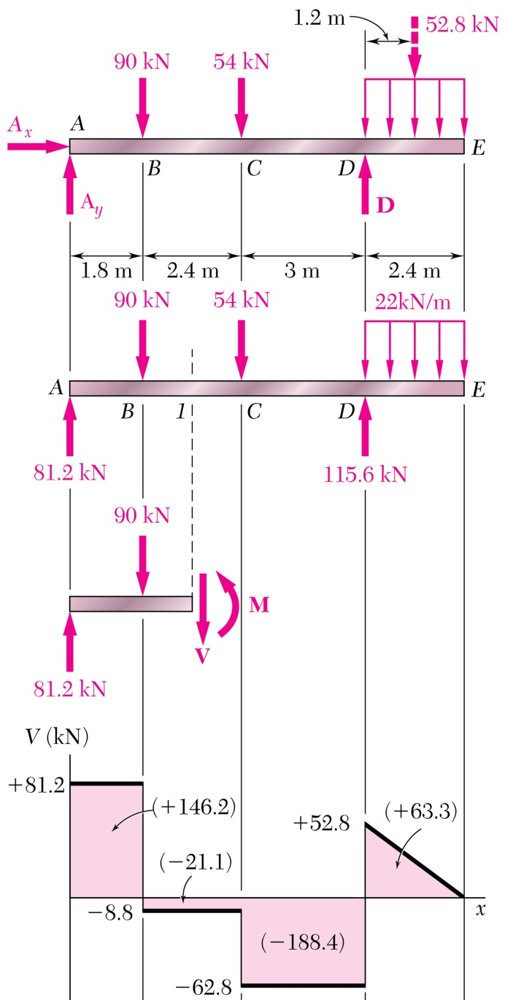 1.2 m
52.8 kN
90 kN 54 kN
A
Aₓ
E
B C D
A_y
D
1.8 m 2.4 m 3 m 2.4 m
90 kN 54 kN 22kN/m
A
E
B 1 C D
81.2 kN 115.6 kN
90 kN
M
V
81.2 kN
V (kN)
+81.2
(+146.2)
+52.8
(+63.3)
(−21.1)
−8.8
x
(−188.4)
−62.8